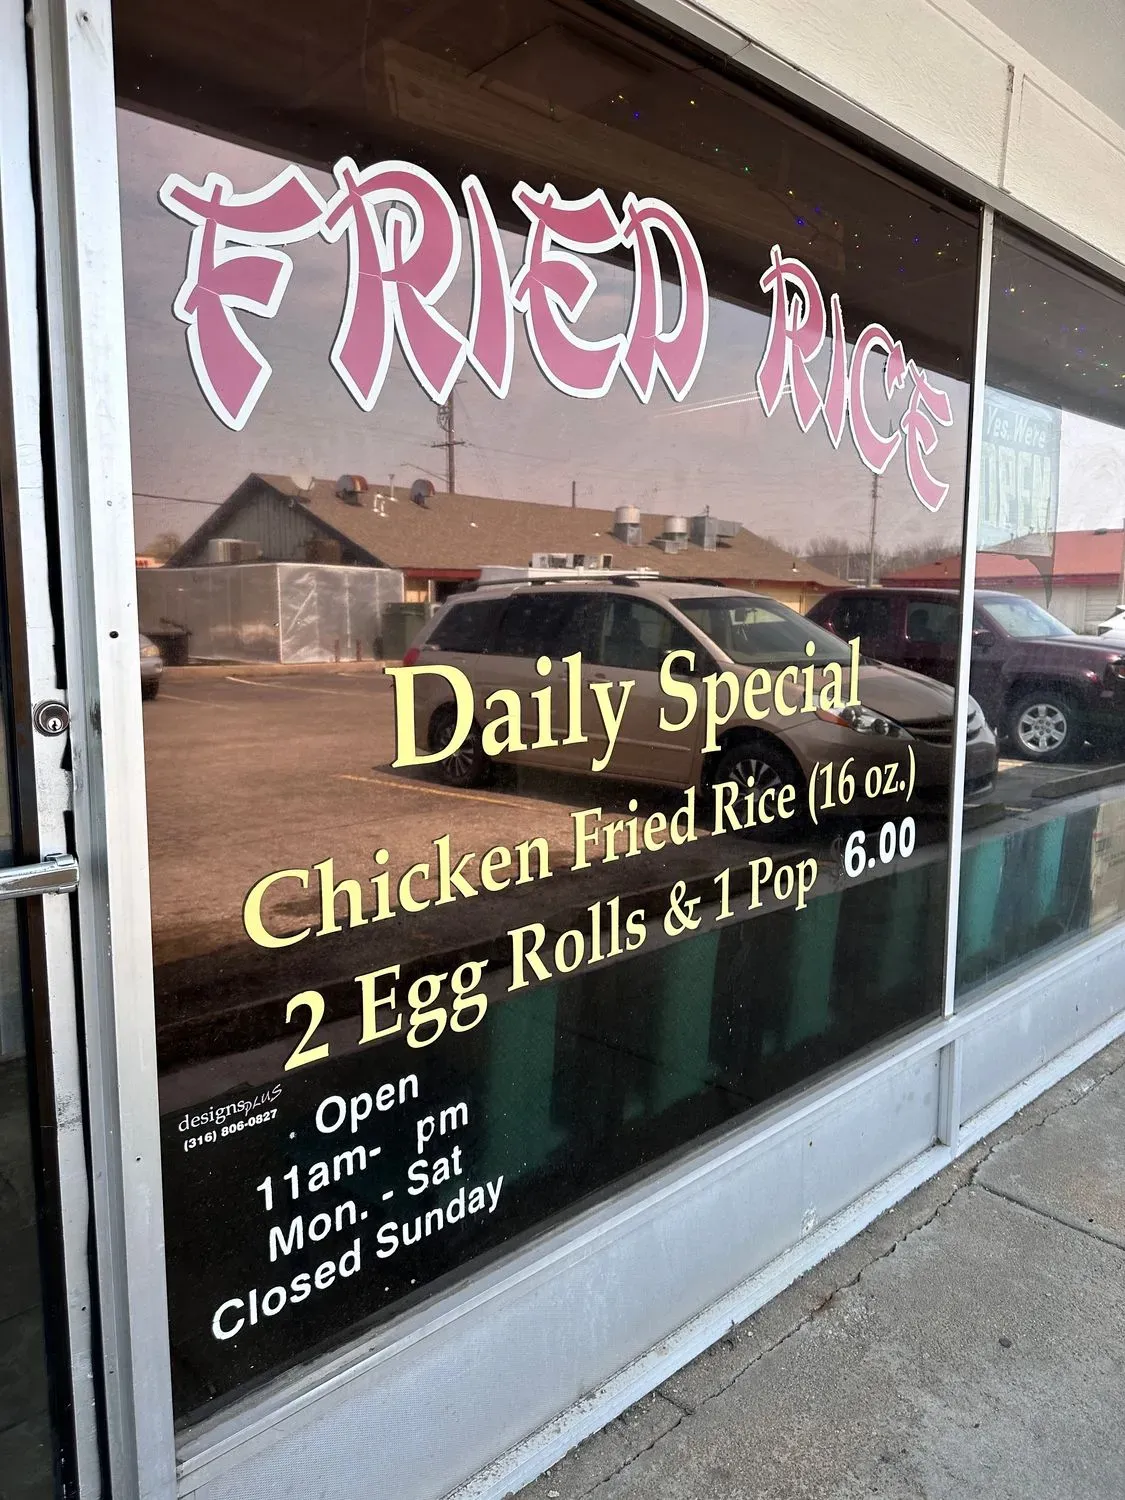 FRIED RICE
Yes. We're
OPEN
Daily Special
Chicken Fried Rice (16 oz.)
2 Egg Rolls & 1 Pop 6.00
designsPLUS
(316) 806-0827
Open
11am- pm
Mon. - Sat
Closed Sunday